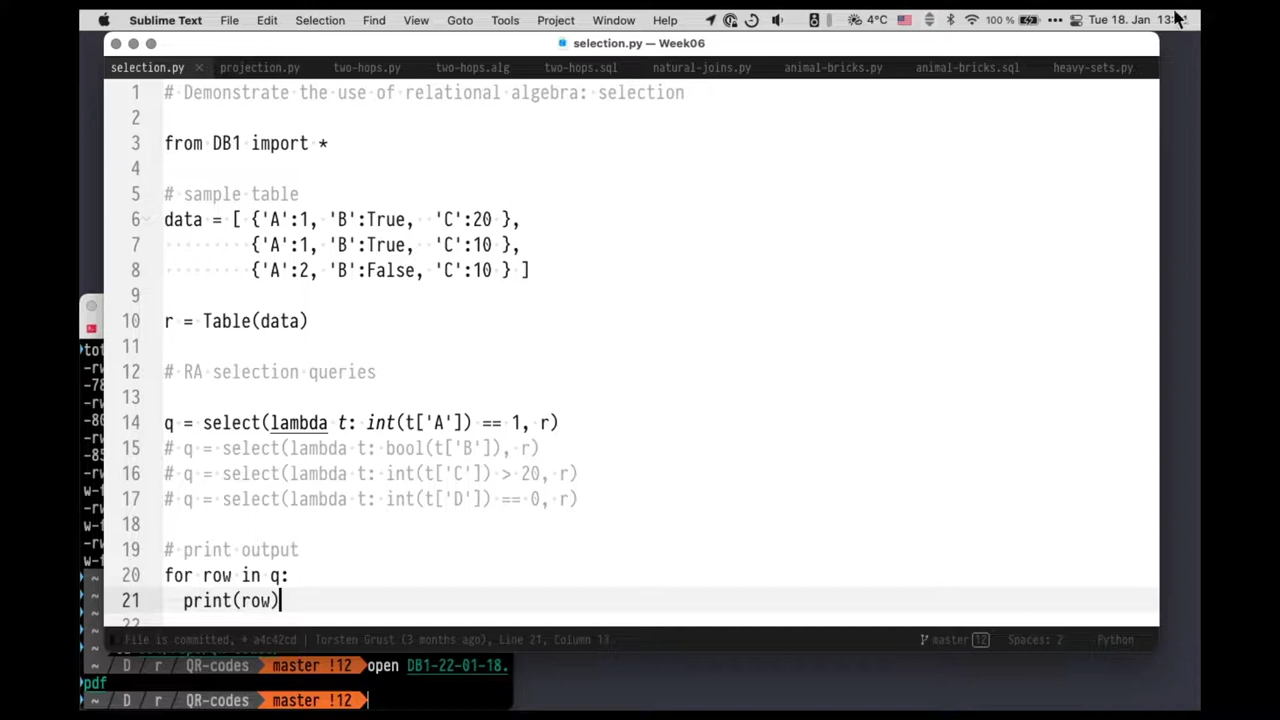 Sublime Text File Edit Selection Find View Goto Tools Project Window Help 4°C 100 % Tue 18. Jan
selection.py — Week06
selection.py × projection.py two-hops.py two-hops.alg two-hops.sql natural-joins.py animal-bricks.py animal-bricks.sql heavy-sets.py
1 # Demonstrate the use of relational algebra: selection
2
3 from DB1 import *
4
5 # sample table
6 data = [ {'A':1, 'B':True, 'C':20 },
7 {'A':1, 'B':True, 'C':10 },
8 {'A':2, 'B':False, 'C':10 } ]
9
10 r = Table(data)
11
12 # RA selection queries
13
14 q = select(lambda t: int(t['A']) == 1, r)
15 # q = select(lambda t: bool(t['B']), r)
16 # q = select(lambda t: int(t['C']) > 20, r)
17 # q = select(lambda t: int(t['D']) == 0, r)
18
19 # print output
20 for row in q:
21 print(row)
22
File is committed, a4c42cd | Torsten Grust (3 months ago), Line 21, Column 13 master 12 Spaces: 2 Python
~ D / r / QR-codes master !12 open DB1-22-01-18.
pdf
~ D / r / QR-codes master !12